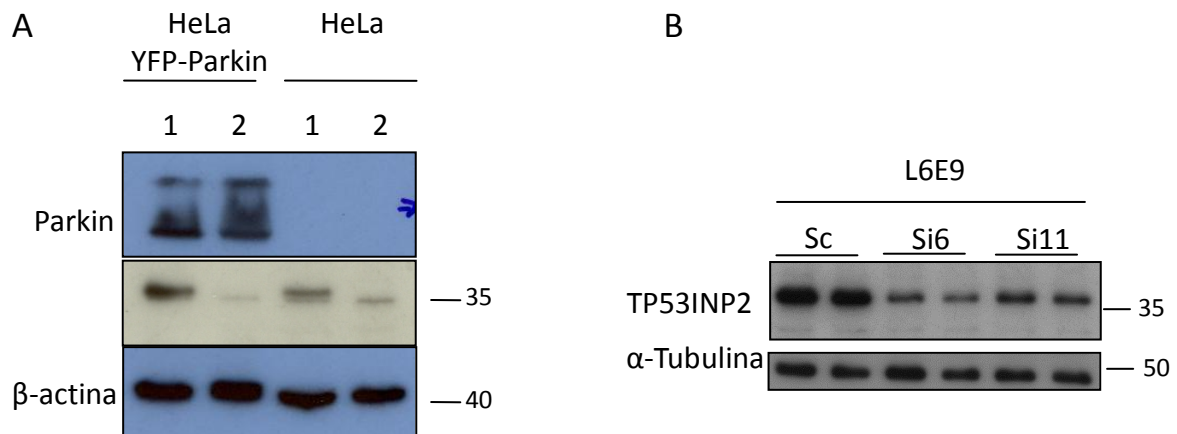 A
HeLa
YFP-Parkin
HeLa
1 2 1 2
Parkin
35
β-actina
40
B
L6E9
Sc Si6 Si11
TP53INP2
35
α-Tubulina
50